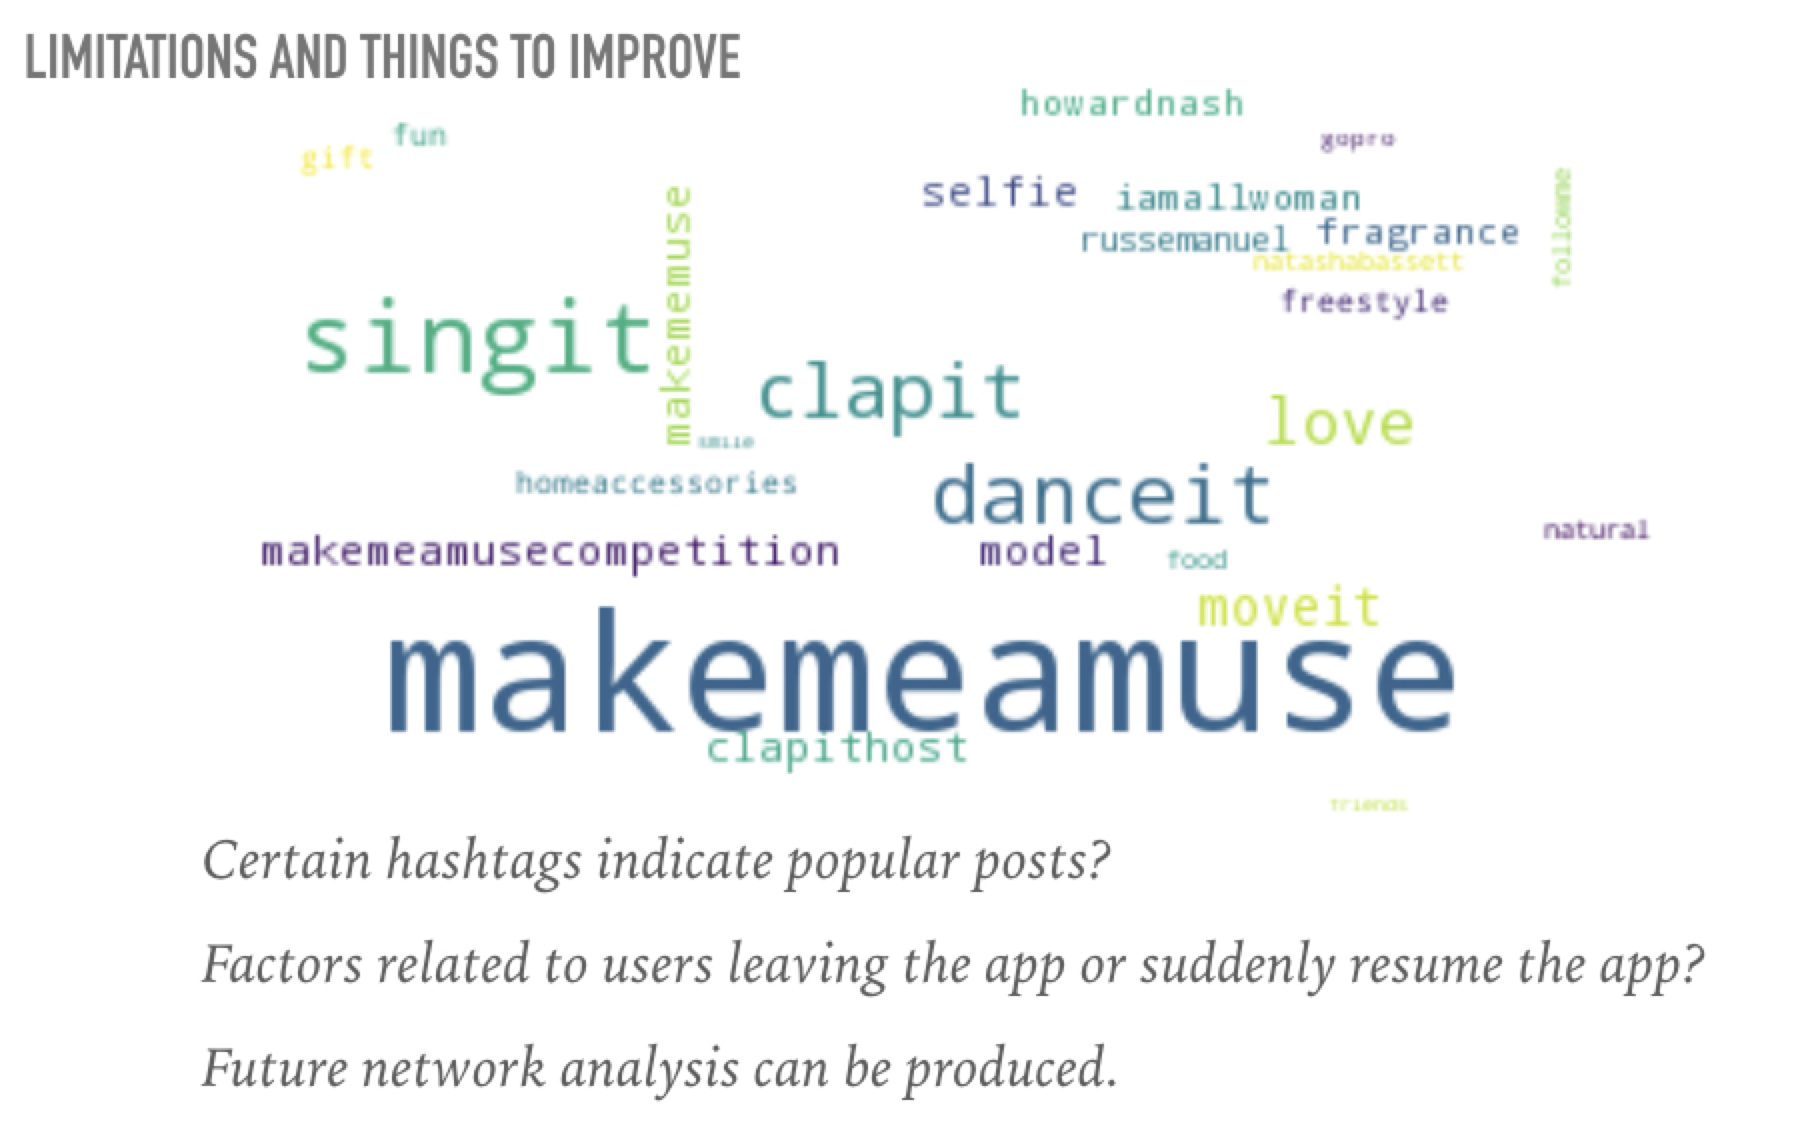 LIMITATIONS AND THINGS TO IMPROVE
howardnash
fun
gopro
gift
selfie
iamallwoman
followme
makememuse
russemanuel
fragrance
natashabassett
freestyle
singit
clapit
love
smile
homeaccessories
danceit
natural
makemeamusecompetition
model
food
moveit
makemeamuse
clapithost
friends
Certain hashtags indicate popular posts?
Factors related to users leaving the app or suddenly resume the app?
Future network analysis can be produced.